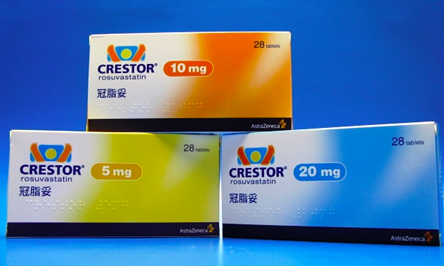 28 tablets
CRESTOR®
rosuvastatin
10 mg
冠脂妥
AstraZeneca
28 tablets
CRESTOR®
rosuvastatin
5 mg
冠脂妥
AstraZeneca
28 tablets
CRESTOR®
rosuvastatin
20 mg
冠脂妥
AstraZeneca